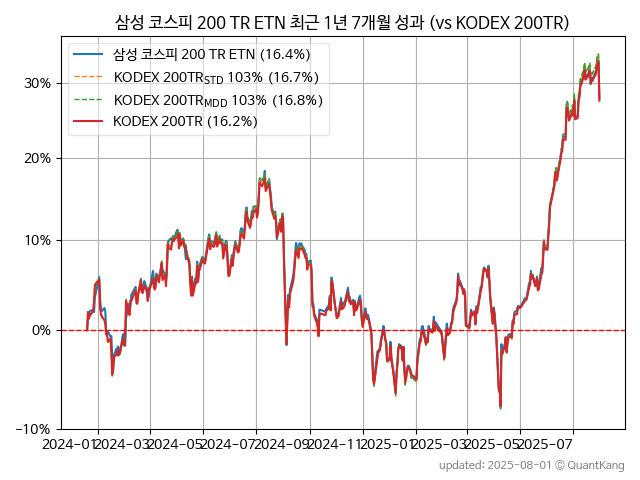 삼성 코스피 200 TR ETN 최근 1년 7개월 성과 (vs KODEX 200TR)
삼성 코스피 200 TR ETN (16.4%)
KODEX 200TRSTD 103% (16.7%)
KODEX 200TRMDD 103% (16.8%)
KODEX 200TR (16.2%)
30%
20%
10%
0%
−10%
2024-01 2024-03 2024-05 2024-07 2024-09 2024-11 2025-01 2025-03 2025-05 2025-07
updated: 2025-08-01 © QuantKang